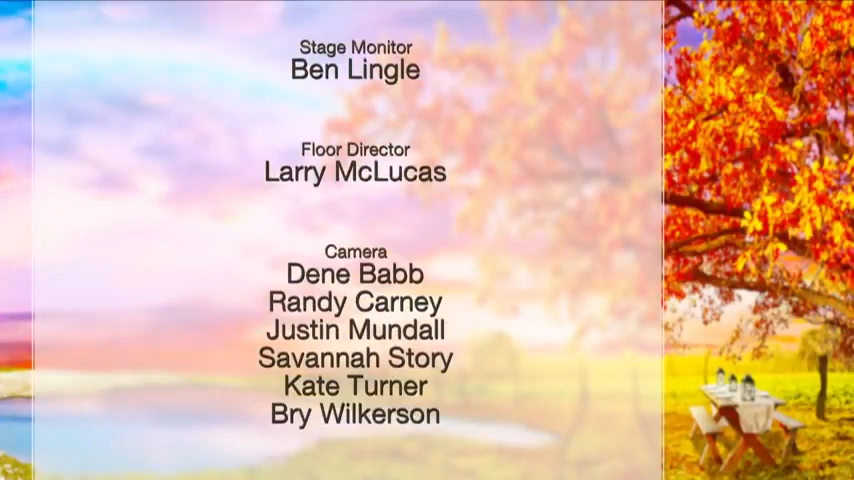 Stage Monitor
Ben Lingle
Floor Director
Larry McLucas
Camera
Dene Babb
Randy Carney
Justin Mundall
Savannah Story
Kate Turner
Bry Wilkerson